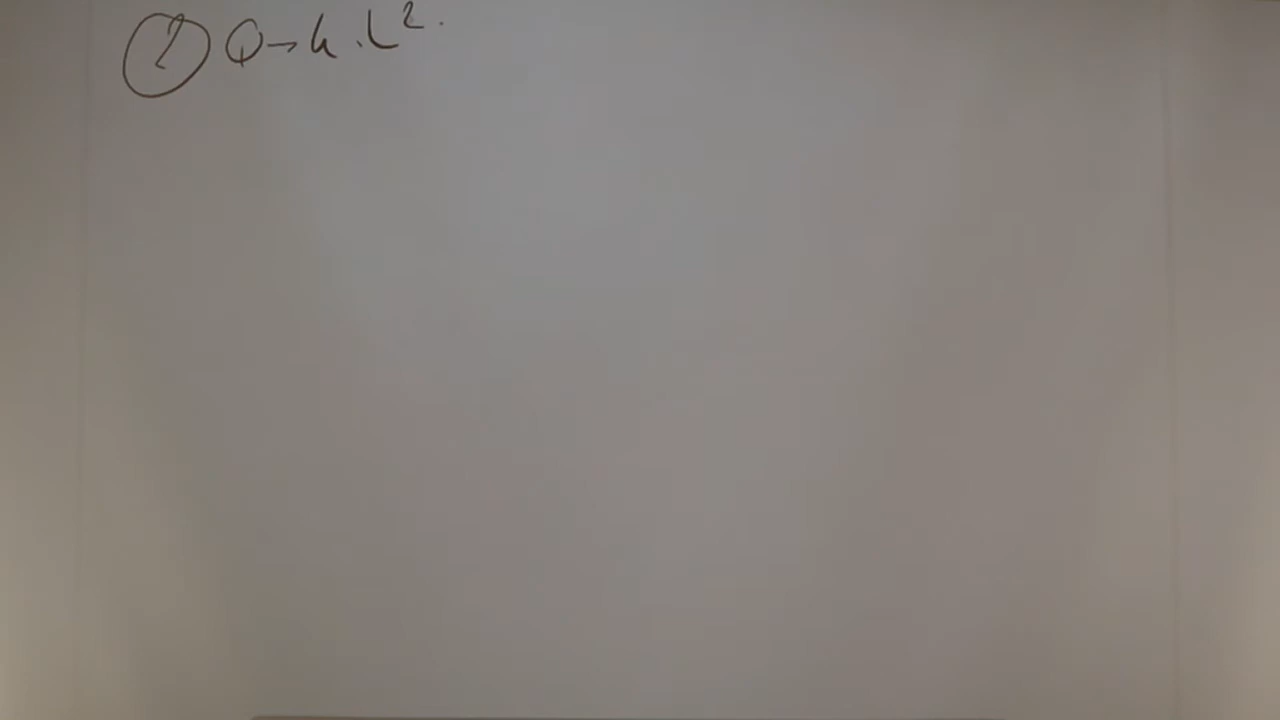 ② Q → k . L².